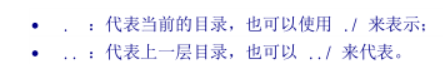 • . ：代表当前的目录，也可以使用 ./ 来表示；
• .. ：代表上一层目录，也可以 ../ 来代表。